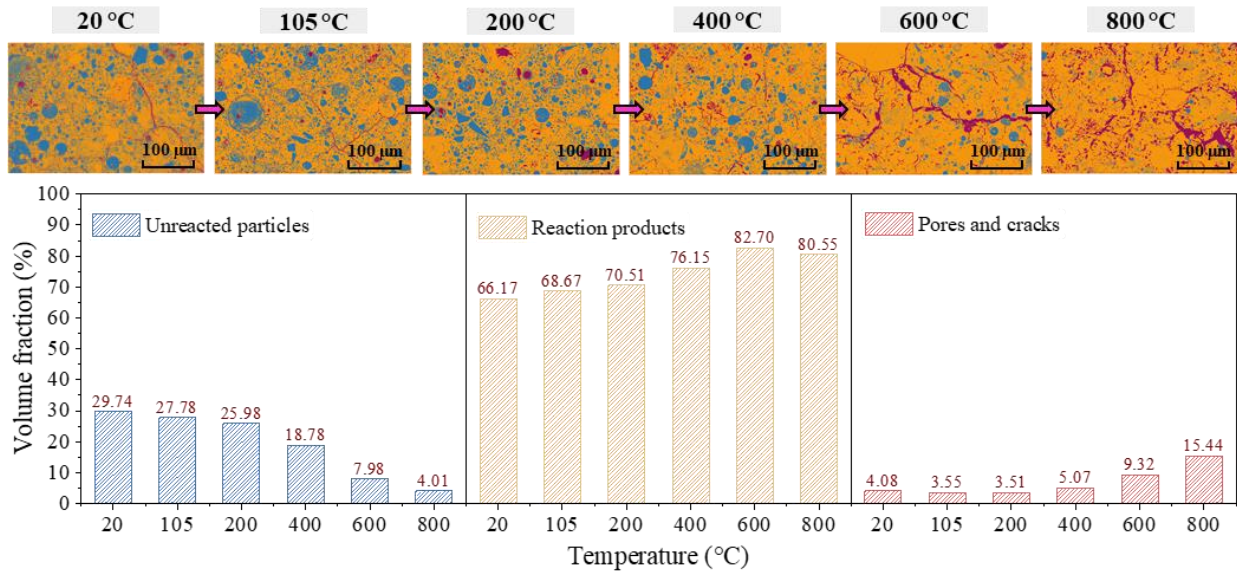 20 °C 105 °C 200 °C 400 °C 600 °C 800 °C
100 μm 100 μm 100 μm 100 μm 100 μm 100 μm
Volume fraction (%)
100
90
80
70
60
50
40
30
20
10
0
Unreacted particles
29.74 27.78 25.98 18.78 7.98 4.01
20 105 200 400 600 800
Reaction products
66.17 68.67 70.51 76.15 82.70 80.55
20 105 200 400 600 800
Pores and cracks
4.08 3.55 3.51 5.07 9.32 15.44
20 105 200 400 600 800
Temperature (°C)